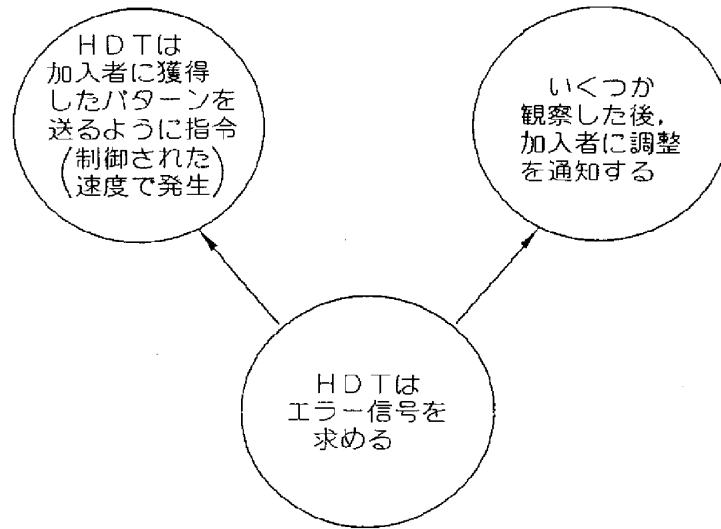 HDTは
加入者に獲得
したパターンを
送るように指令
(制御された
速度で発生)
いくつか
観察した後,
加入者に調整
を通知する
HDTは
エラー信号を
求める